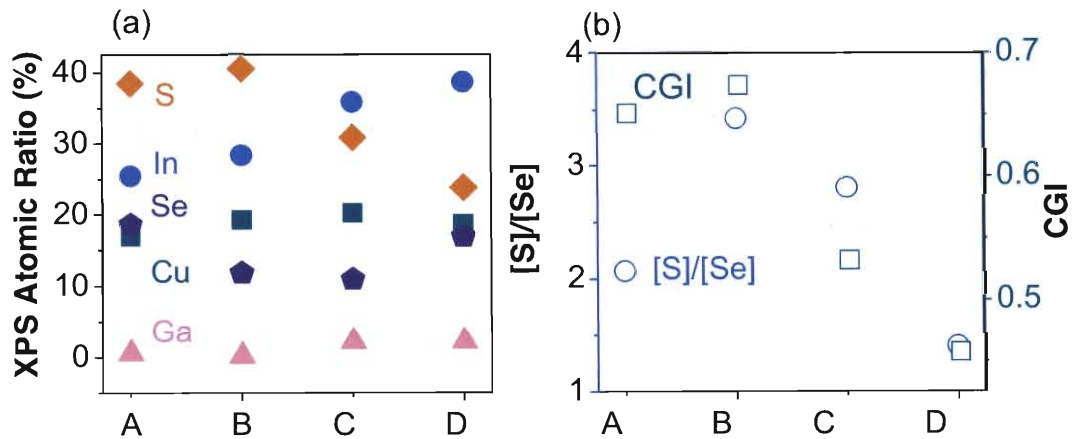 (a)
XPS Atomic Ratio (%)
40
30
20
10
0
S
In
Se
Cu
Ga
A B C D
(b)
[S]/[Se]
4
3
2
1
CGI
[S]/[Se]
0.7
0.6
0.5
CGI
A B C D